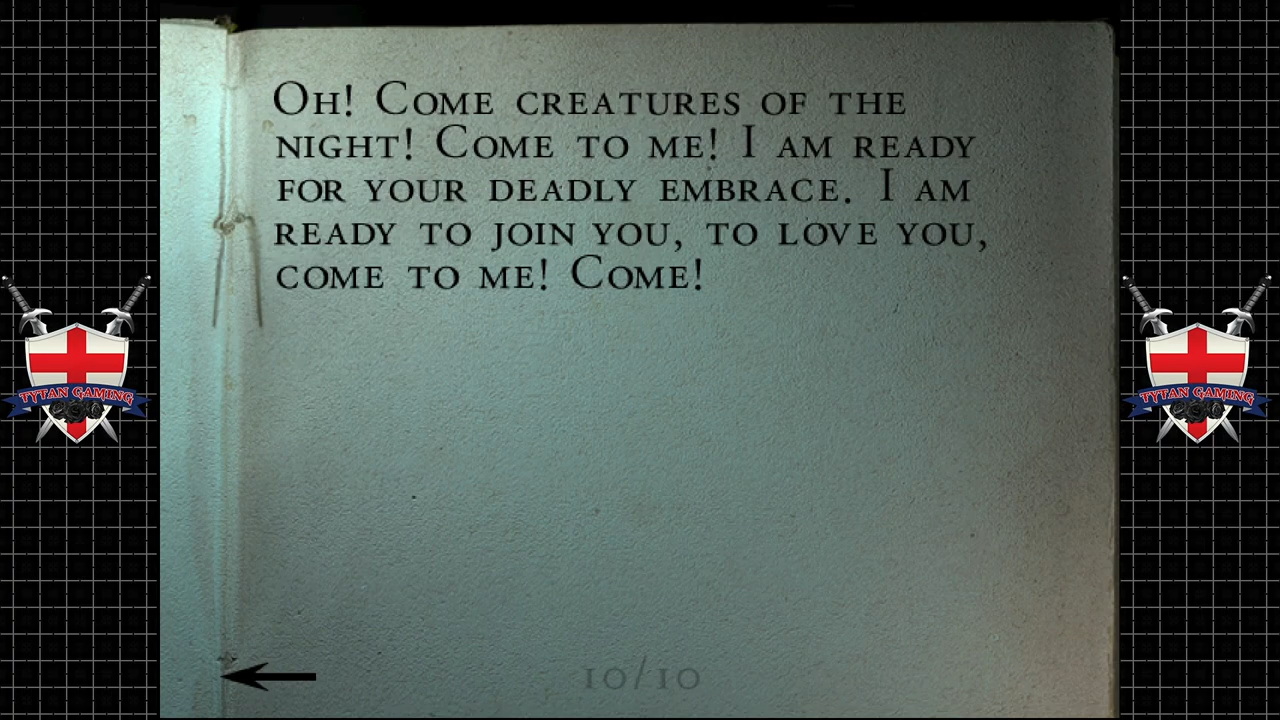 Oh! Come creatures of the
night! Come to me! I am ready
for your deadly embrace. I am
ready to join you, to love you,
come to me! Come!
TYTAN GAMING
TYTAN GAMING
10/10